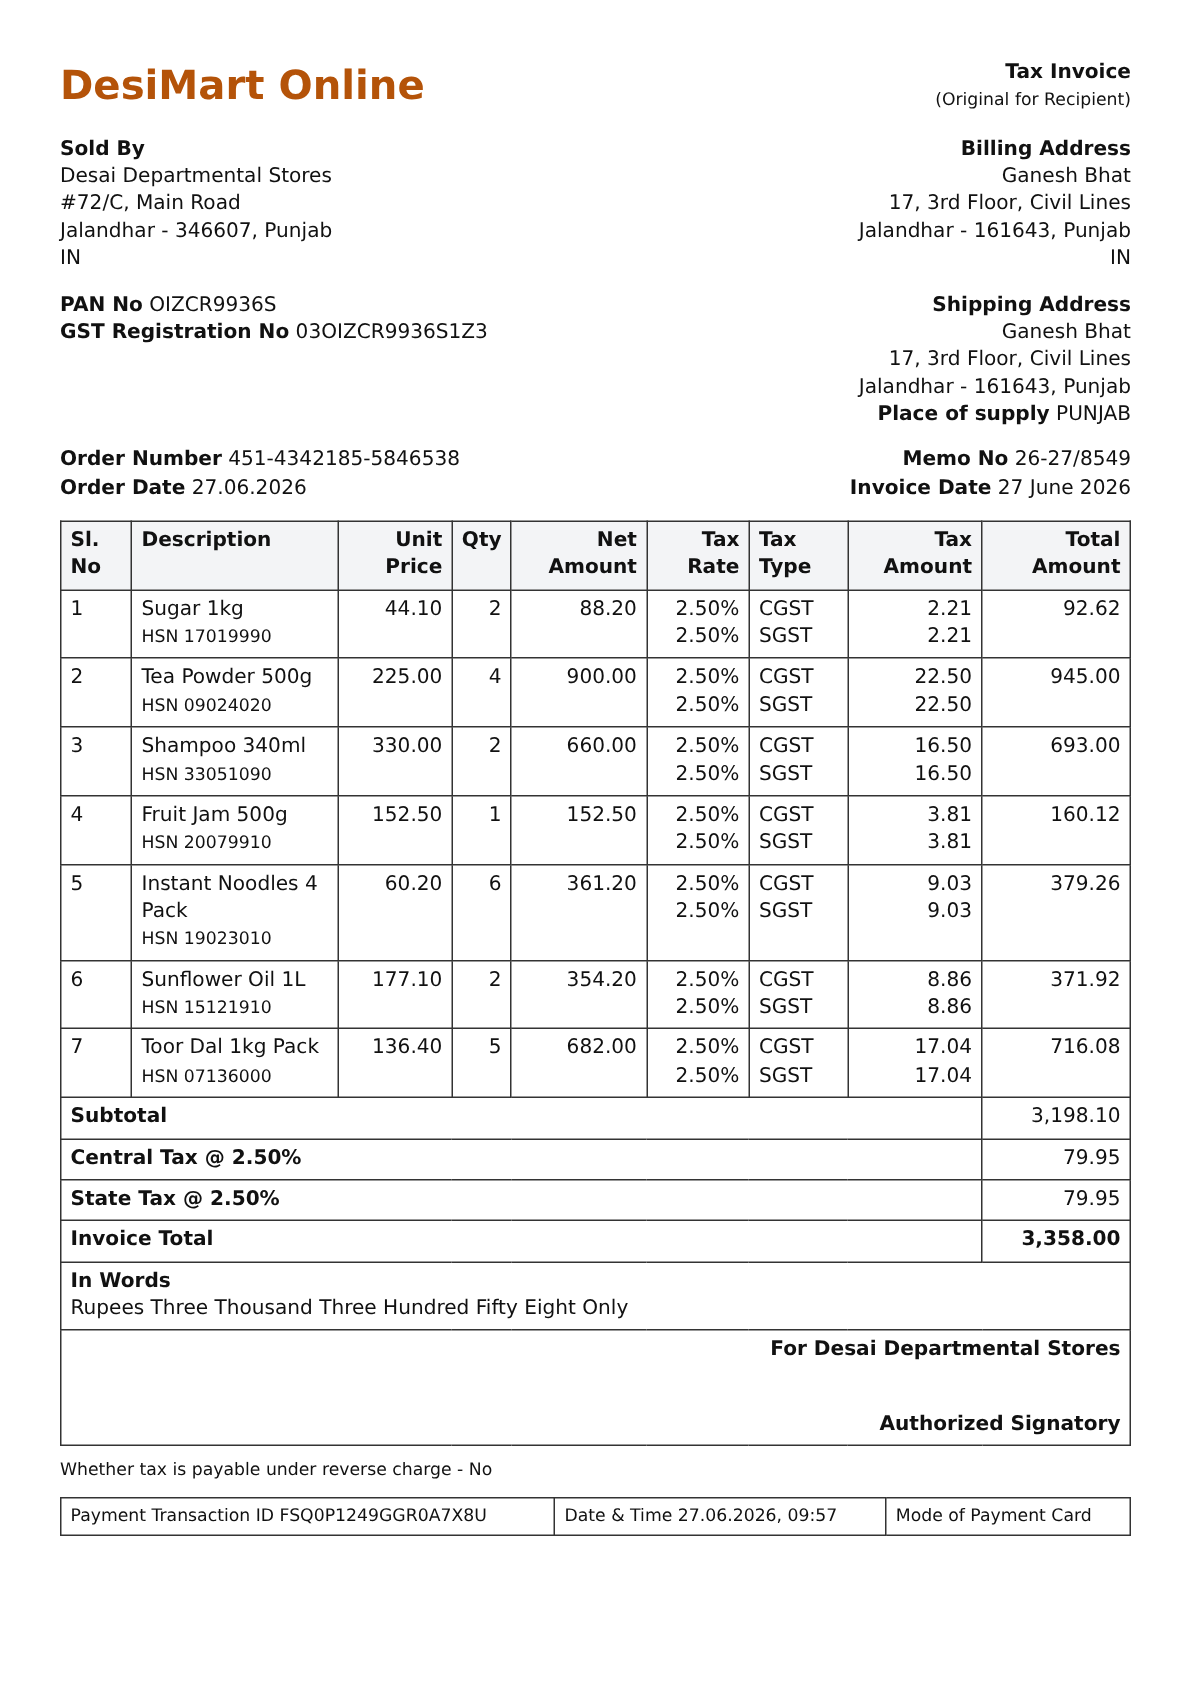 DesiMart Online
Tax Invoice
(Original for Recipient)
Sold By
Desai Departmental Stores
#72/C, Main Road
Jalandhar - 346607, Punjab
IN
Billing Address
Ganesh Bhat
17, 3rd Floor, Civil Lines
Jalandhar - 161643, Punjab
IN
PAN No OIZCR9936S
GST Registration No 03OIZCR9936S1Z3
Shipping Address
Ganesh Bhat
17, 3rd Floor, Civil Lines
Jalandhar - 161643, Punjab
Place of supply PUNJAB
Order Number 451-4342185-5846538
Order Date 27.06.2026
Memo No 26-27/8549
Invoice Date 27 June 2026
Sl. No Description Unit Price Qty Net Amount Tax Rate Tax Type Tax Amount Total Amount
1 Sugar 1kg 44.10 2 88.20 2.50% CGST 2.21 92.62
HSN 17019990 2.50% SGST 2.21
2 Tea Powder 500g 225.00 4 900.00 2.50% CGST 22.50 945.00
HSN 09024020 2.50% SGST 22.50
3 Shampoo 340ml 330.00 2 660.00 2.50% CGST 16.50 693.00
HSN 33051090 2.50% SGST 16.50
4 Fruit Jam 500g 152.50 1 152.50 2.50% CGST 3.81 160.12
HSN 20079910 2.50% SGST 3.81
5 Instant Noodles 4 60.20 6 361.20 2.50% CGST 9.03 379.26
Pack 2.50% SGST 9.03
HSN 19023010
6 Sunflower Oil 1L 177.10 2 354.20 2.50% CGST 8.86 371.92
HSN 15121910 2.50% SGST 8.86
7 Toor Dal 1kg Pack 136.40 5 682.00 2.50% CGST 17.04 716.08
HSN 07136000 2.50% SGST 17.04
Subtotal 3,198.10
Central Tax @ 2.50% 79.95
State Tax @ 2.50% 79.95
Invoice Total 3,358.00
In Words
Rupees Three Thousand Three Hundred Fifty Eight Only
For Desai Departmental Stores
Authorized Signatory
Whether tax is payable under reverse charge - No
Payment Transaction ID FSQ0P1249GGR0A7X8U Date & Time 27.06.2026, 09:57 Mode of Payment Card